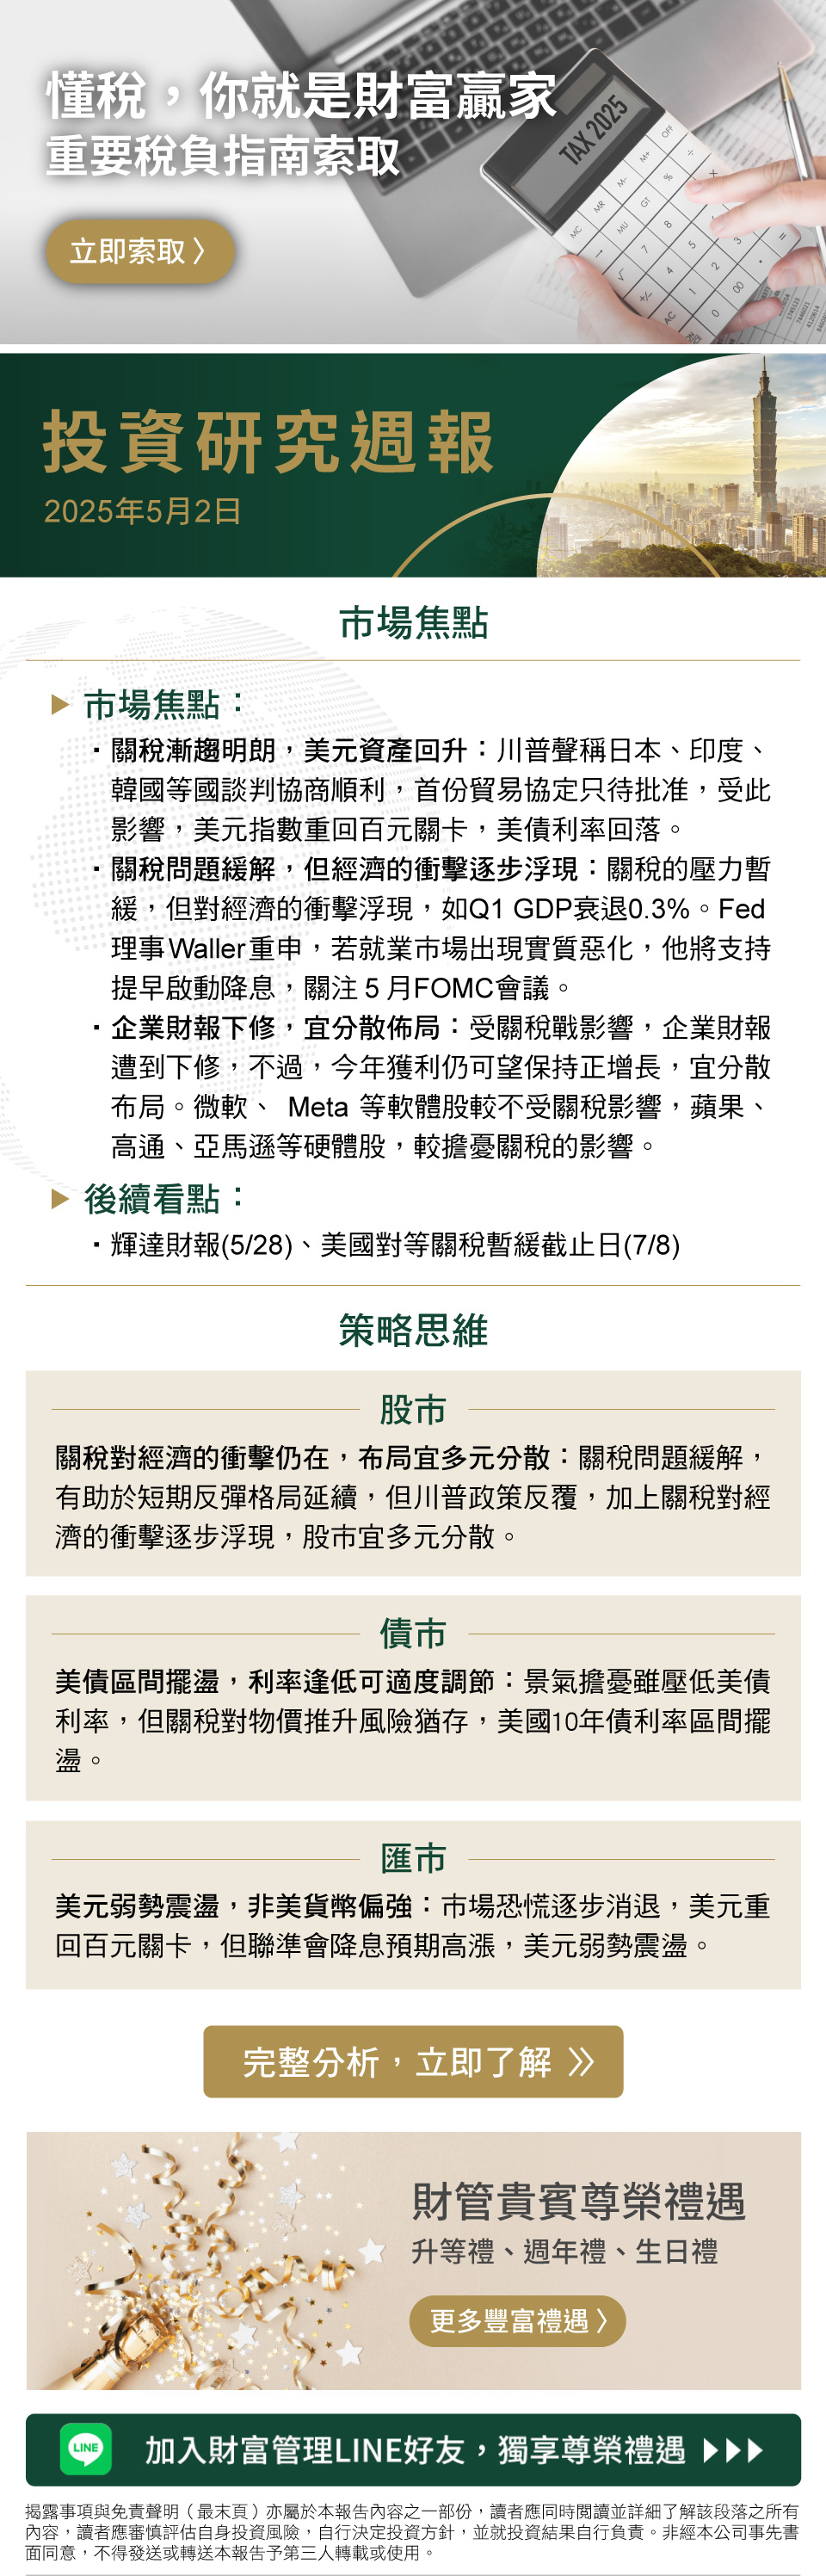 懂稅，你就是財富贏家
重要稅負指南索取
立即索取〉
TAX 2025
OFF
M+
M-
MR
MC
÷
%
GT
MU
→
×
8
7
√
5
4
+/-
3
2
1
AC
=
.
00
0
投資研究週報
2025年5月2日
市場焦點
▶ 市場焦點：
・關稅漸趨明朗，美元資產回升：川普聲稱日本、印度、
韓國等國談判協商順利，首份貿易協定只待批准，受此
影響，美元指數重回百元關卡，美債利率回落。
・關稅問題緩解，但經濟的衝擊逐步浮現：關稅的壓力暫
緩，但對經濟的衝擊浮現，如Q1 GDP衰退0.3%。Fed
理事Waller重申，若就業市場出現實質惡化，他將支持
提早啟動降息，關注 5 月FOMC會議。
・企業財報下修，宜分散佈局：受關稅戰影響，企業財報
遭到下修，不過，今年獲利仍可望保持正增長，宜分散
布局。微軟、 Meta 等軟體股較不受關稅影響，蘋果、
高通、亞馬遜等硬體股，較擔憂關稅的影響。
▶ 後續看點：
・輝達財報(5/28)、美國對等關稅暫緩截止日(7/8)
策略思維
股市
關稅對經濟的衝擊仍在，布局宜多元分散：關稅問題緩解，
有助於短期反彈格局延續，但川普政策反覆，加上關稅對經
濟的衝擊逐步浮現，股市宜多元分散。
債市
美債區間擺盪，利率逢低可適度調節：景氣擔憂雖壓低美債
利率，但關稅對物價推升風險猶存，美國10年債利率區間擺
盪。
匯市
美元弱勢震盪，非美貨幣偏強：市場恐慌逐步消退，美元重
回百元關卡，但聯準會降息預期高漲，美元弱勢震盪。
完整分析，立即了解 》
財管貴賓尊榮禮遇
升等禮、週年禮、生日禮
更多豐富禮遇〉
LINE
加入財富管理LINE好友，獨享尊榮禮遇 ▶▶▶
揭露事項與免責聲明（最末頁）亦屬於本報告內容之一部份，讀者應同時閱讀並詳細了解該段落之所有
內容，讀者應審慎評估自身投資風險，自行決定投資方針，並就投資結果自行負責。非經本公司事先書
面同意，不得發送或轉送本報告予第三人轉載或使用。